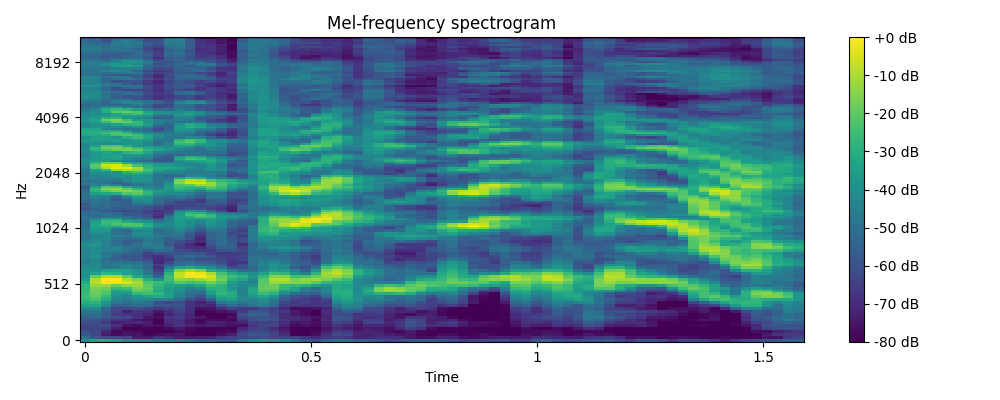 Mel-frequency spectrogram
Hz
8192
4096
2048
1024
512
0
0 0.5 1 1.5
Time
+0 dB
-10 dB
-20 dB
-30 dB
-40 dB
-50 dB
-60 dB
-70 dB
-80 dB